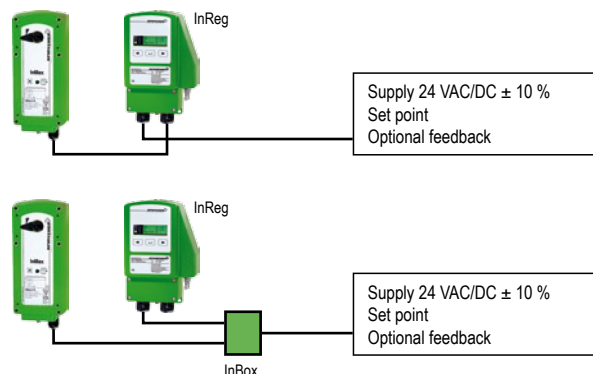 InReg
Supply 24 VAC/DC ± 10 %
Set point
Optional feedback
InReg
Supply 24 VAC/DC ± 10 %
Set point
Optional feedback
InBox